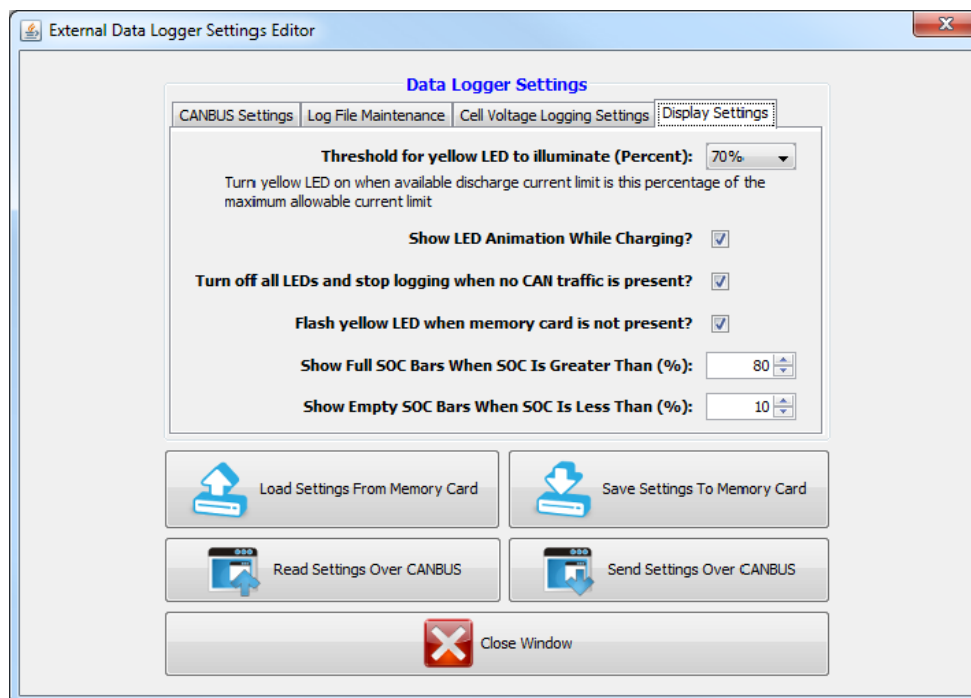 External Data Logger Settings Editor
Data Logger Settings
CANBUS Settings Log File Maintenance Cell Voltage Logging Settings Display Settings
Threshold for yellow LED to illuminate (Percent): 70%
Turn yellow LED on when available discharge current limit is this percentage of the
maximum allowable current limit
Show LED Animation While Charging?
Turn off all LEDs and stop logging when no CAN traffic is present?
Flash yellow LED when memory card is not present?
Show Full SOC Bars When SOC Is Greater Than (%): 80
Show Empty SOC Bars When SOC Is Less Than (%): 10
Load Settings From Memory Card Save Settings To Memory Card
Read Settings Over CANBUS Send Settings Over CANBUS
Close Window